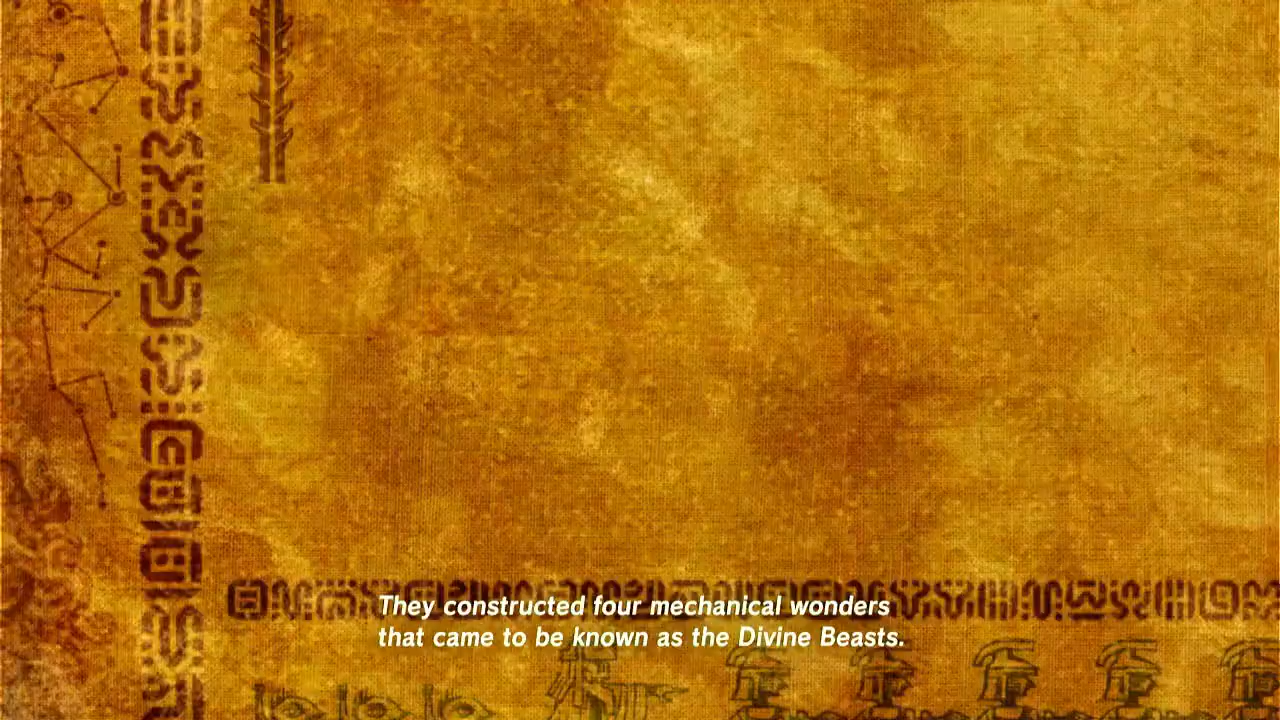 They constructed four mechanical wonders
that came to be known as the Divine Beasts.